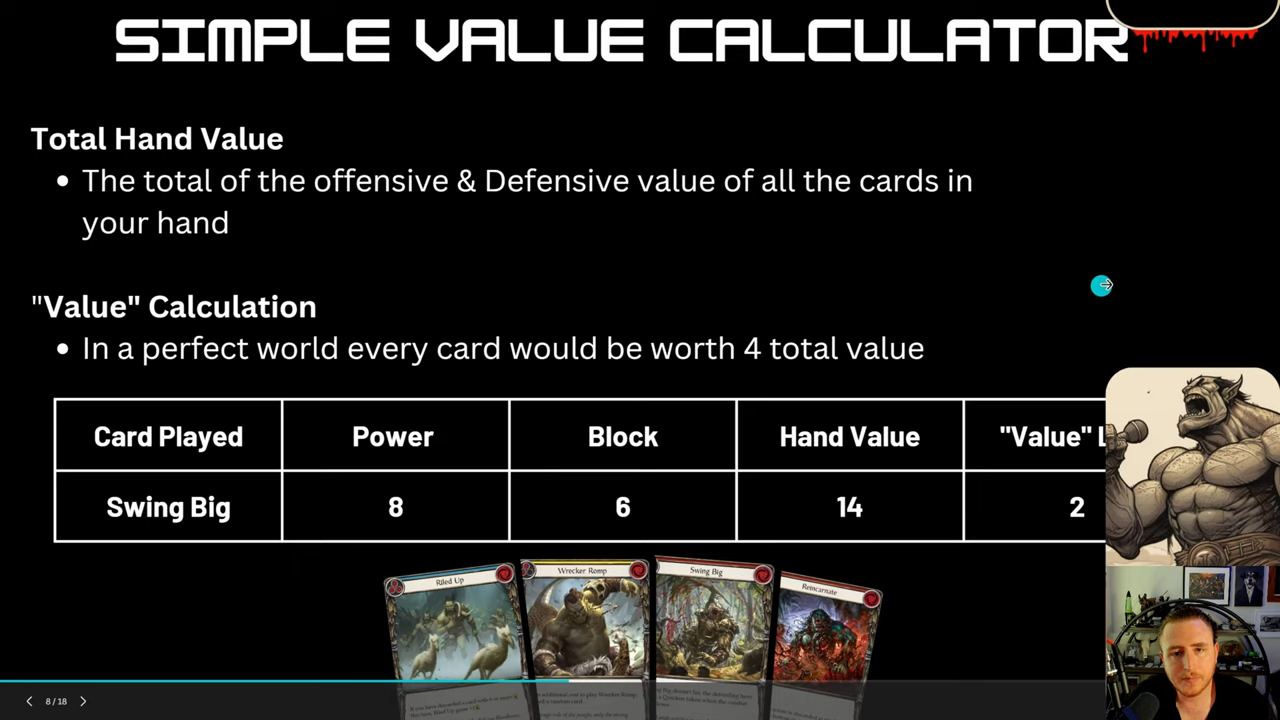 SIMPLE VALUE CALCULATOR
Total Hand Value
• The total of the offensive & Defensive value of all the cards in
your hand
"Value" Calculation
• In a perfect world every card would be worth 4 total value
Card Played Power Block Hand Value "Value" L
Swing Big 8 6 14 2
Riled Up
Wrecker Romp
Swing Big
Reincarnate
8 / 18